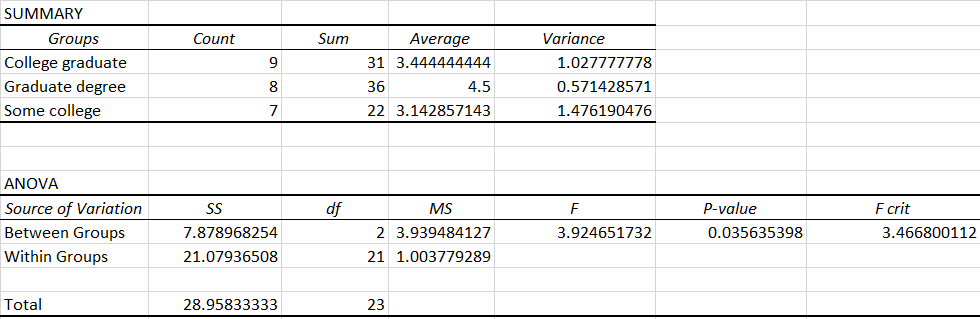 SUMMARY
Groups Count Sum Average Variance
College graduate 9 31 3.444444444 1.027777778
Graduate degree 8 36 4.5 0.571428571
Some college 7 22 3.142857143 1.476190476
ANOVA
Source of Variation SS df MS F P-value F crit
Between Groups 7.878968254 2 3.939484127 3.924651732 0.035635398 3.466800112
Within Groups 21.07936508 21 1.003779289
Total 28.95833333 23